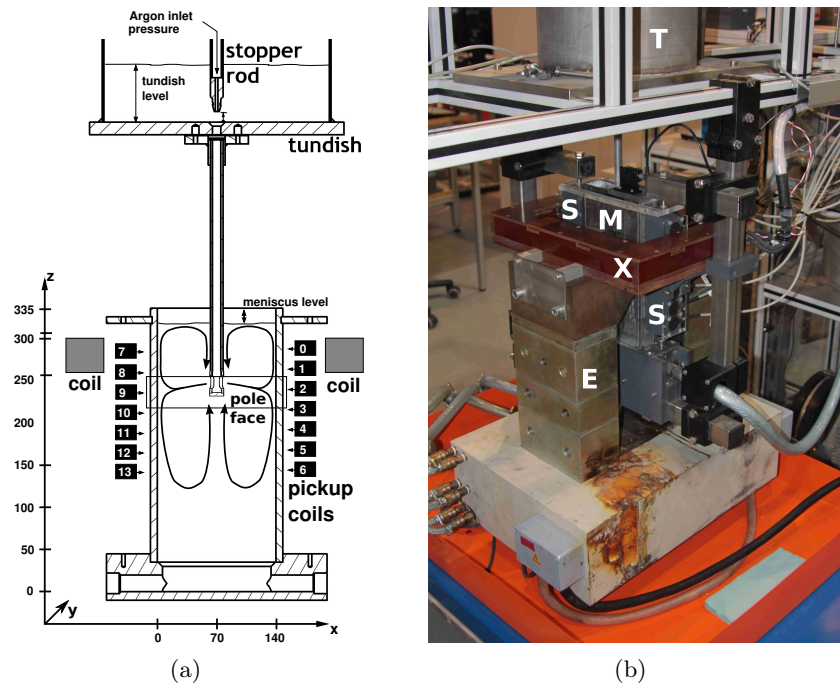 Argon inlet
pressure
stopper
rod
tundish
level
tundish
z
335
meniscus level
300
7
0
coil
8
1
coil
250
9
2
pole
face
10
3
200
11
4
12
5
150
13
6
pickup
coils
100
50
0
y
x
0
70
140
(a)
T
S
M
X
S
E
(b)